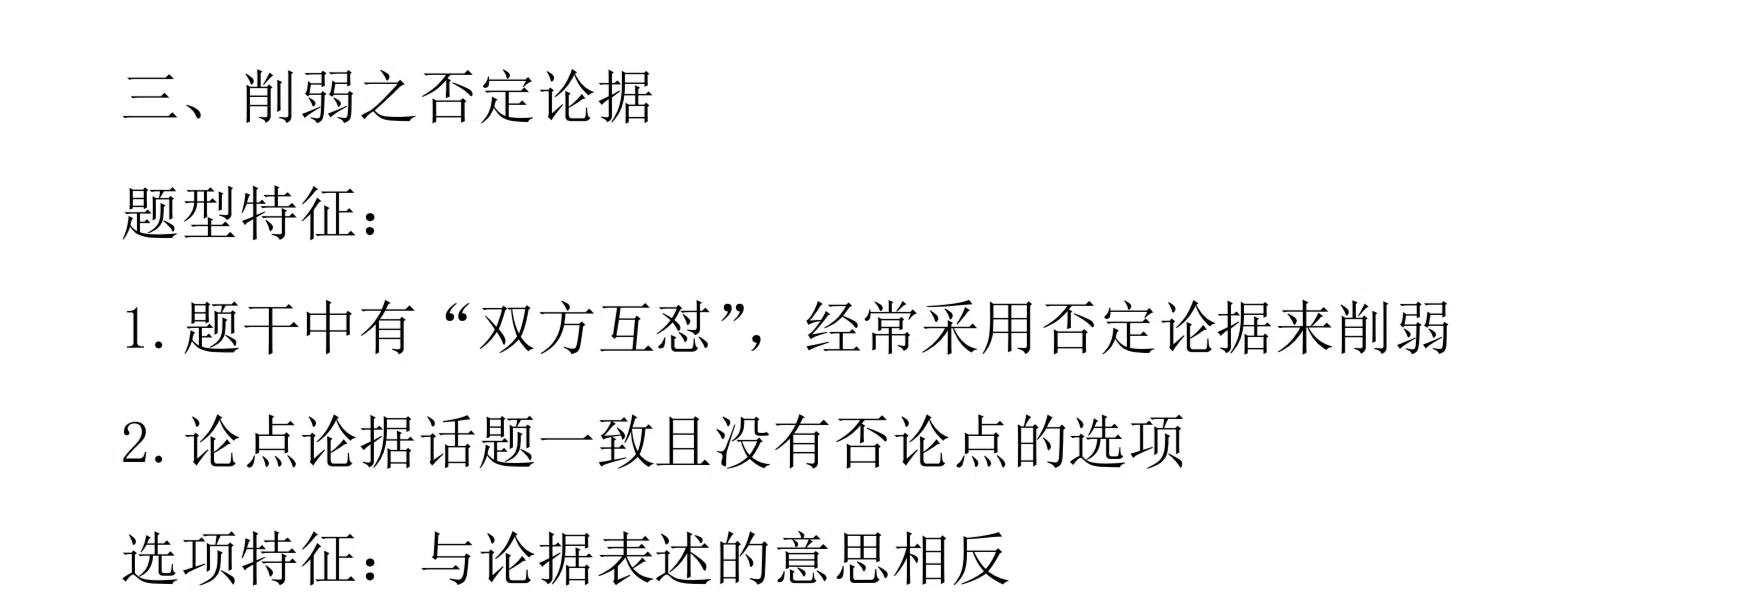 三、削弱之否定论据
题型特征：
1.题干中有“双方互怼”，经常采用否定论据来削弱
2.论点论据话题一致且没有否论点的选项
选项特征：与论据表述的意思相反